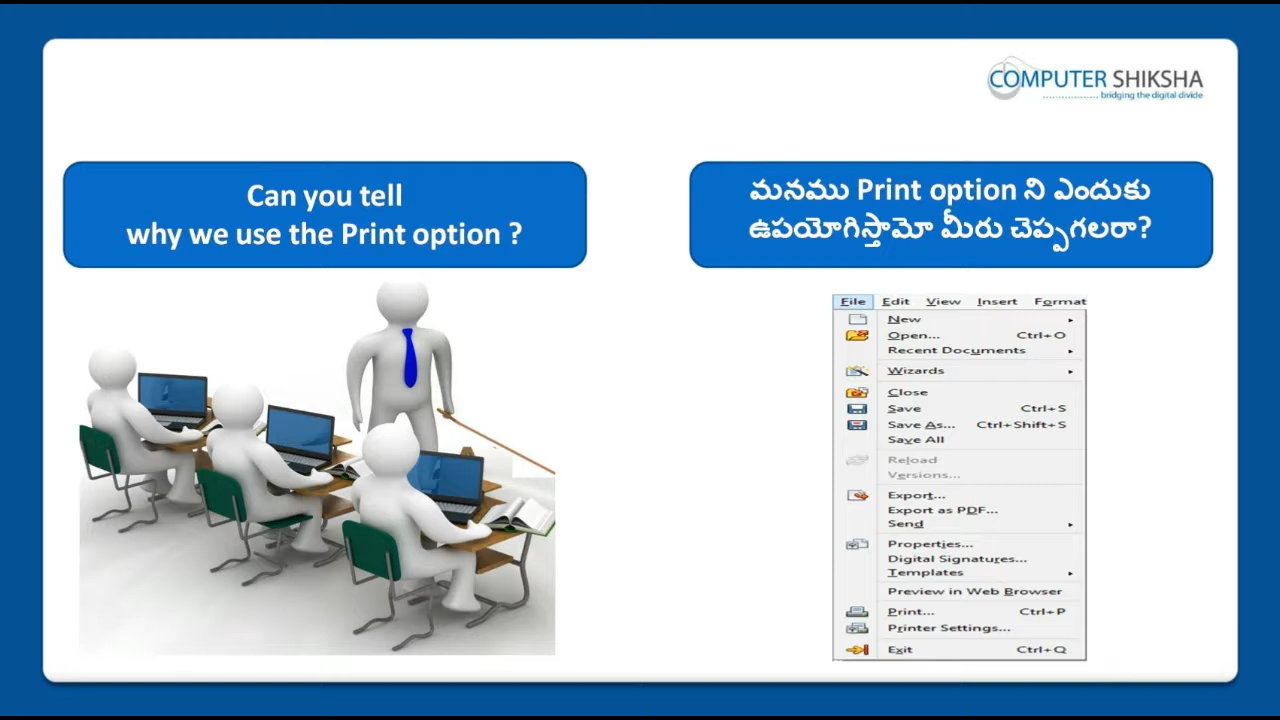 COMPUTER SHIKSHA
bridging the digital divide
Can you tell
why we use the Print option ?
మనము Print option ని ఎందుకు
ఉపయోగిస్తామో మీరు చెప్పగలరా?
File Edit View Insert Format
New
Open... Ctrl+O
Recent Documents
Wizards
Close
Save Ctrl+S
Save As... Ctrl+Shift+S
Save All
Reload
Versions...
Export...
Export as PDF...
Send
Properties...
Digital Signatures...
Templates
Preview in Web Browser
Print... Ctrl+P
Printer Settings...
Exit Ctrl+Q